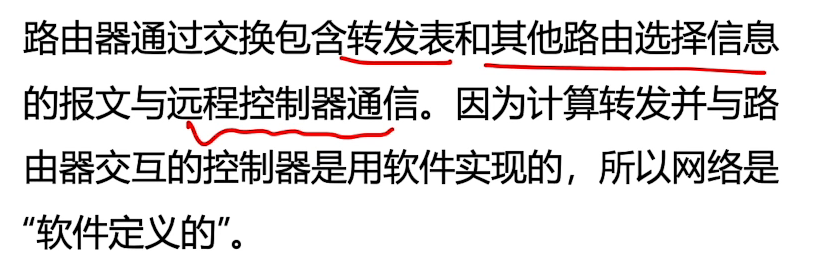 路由器通过交换包含转发表和其他路由选择信息
的报文与远程控制器通信。因为计算转发并与路
由器交互的控制器是用软件实现的，所以网络是
“软件定义的”。